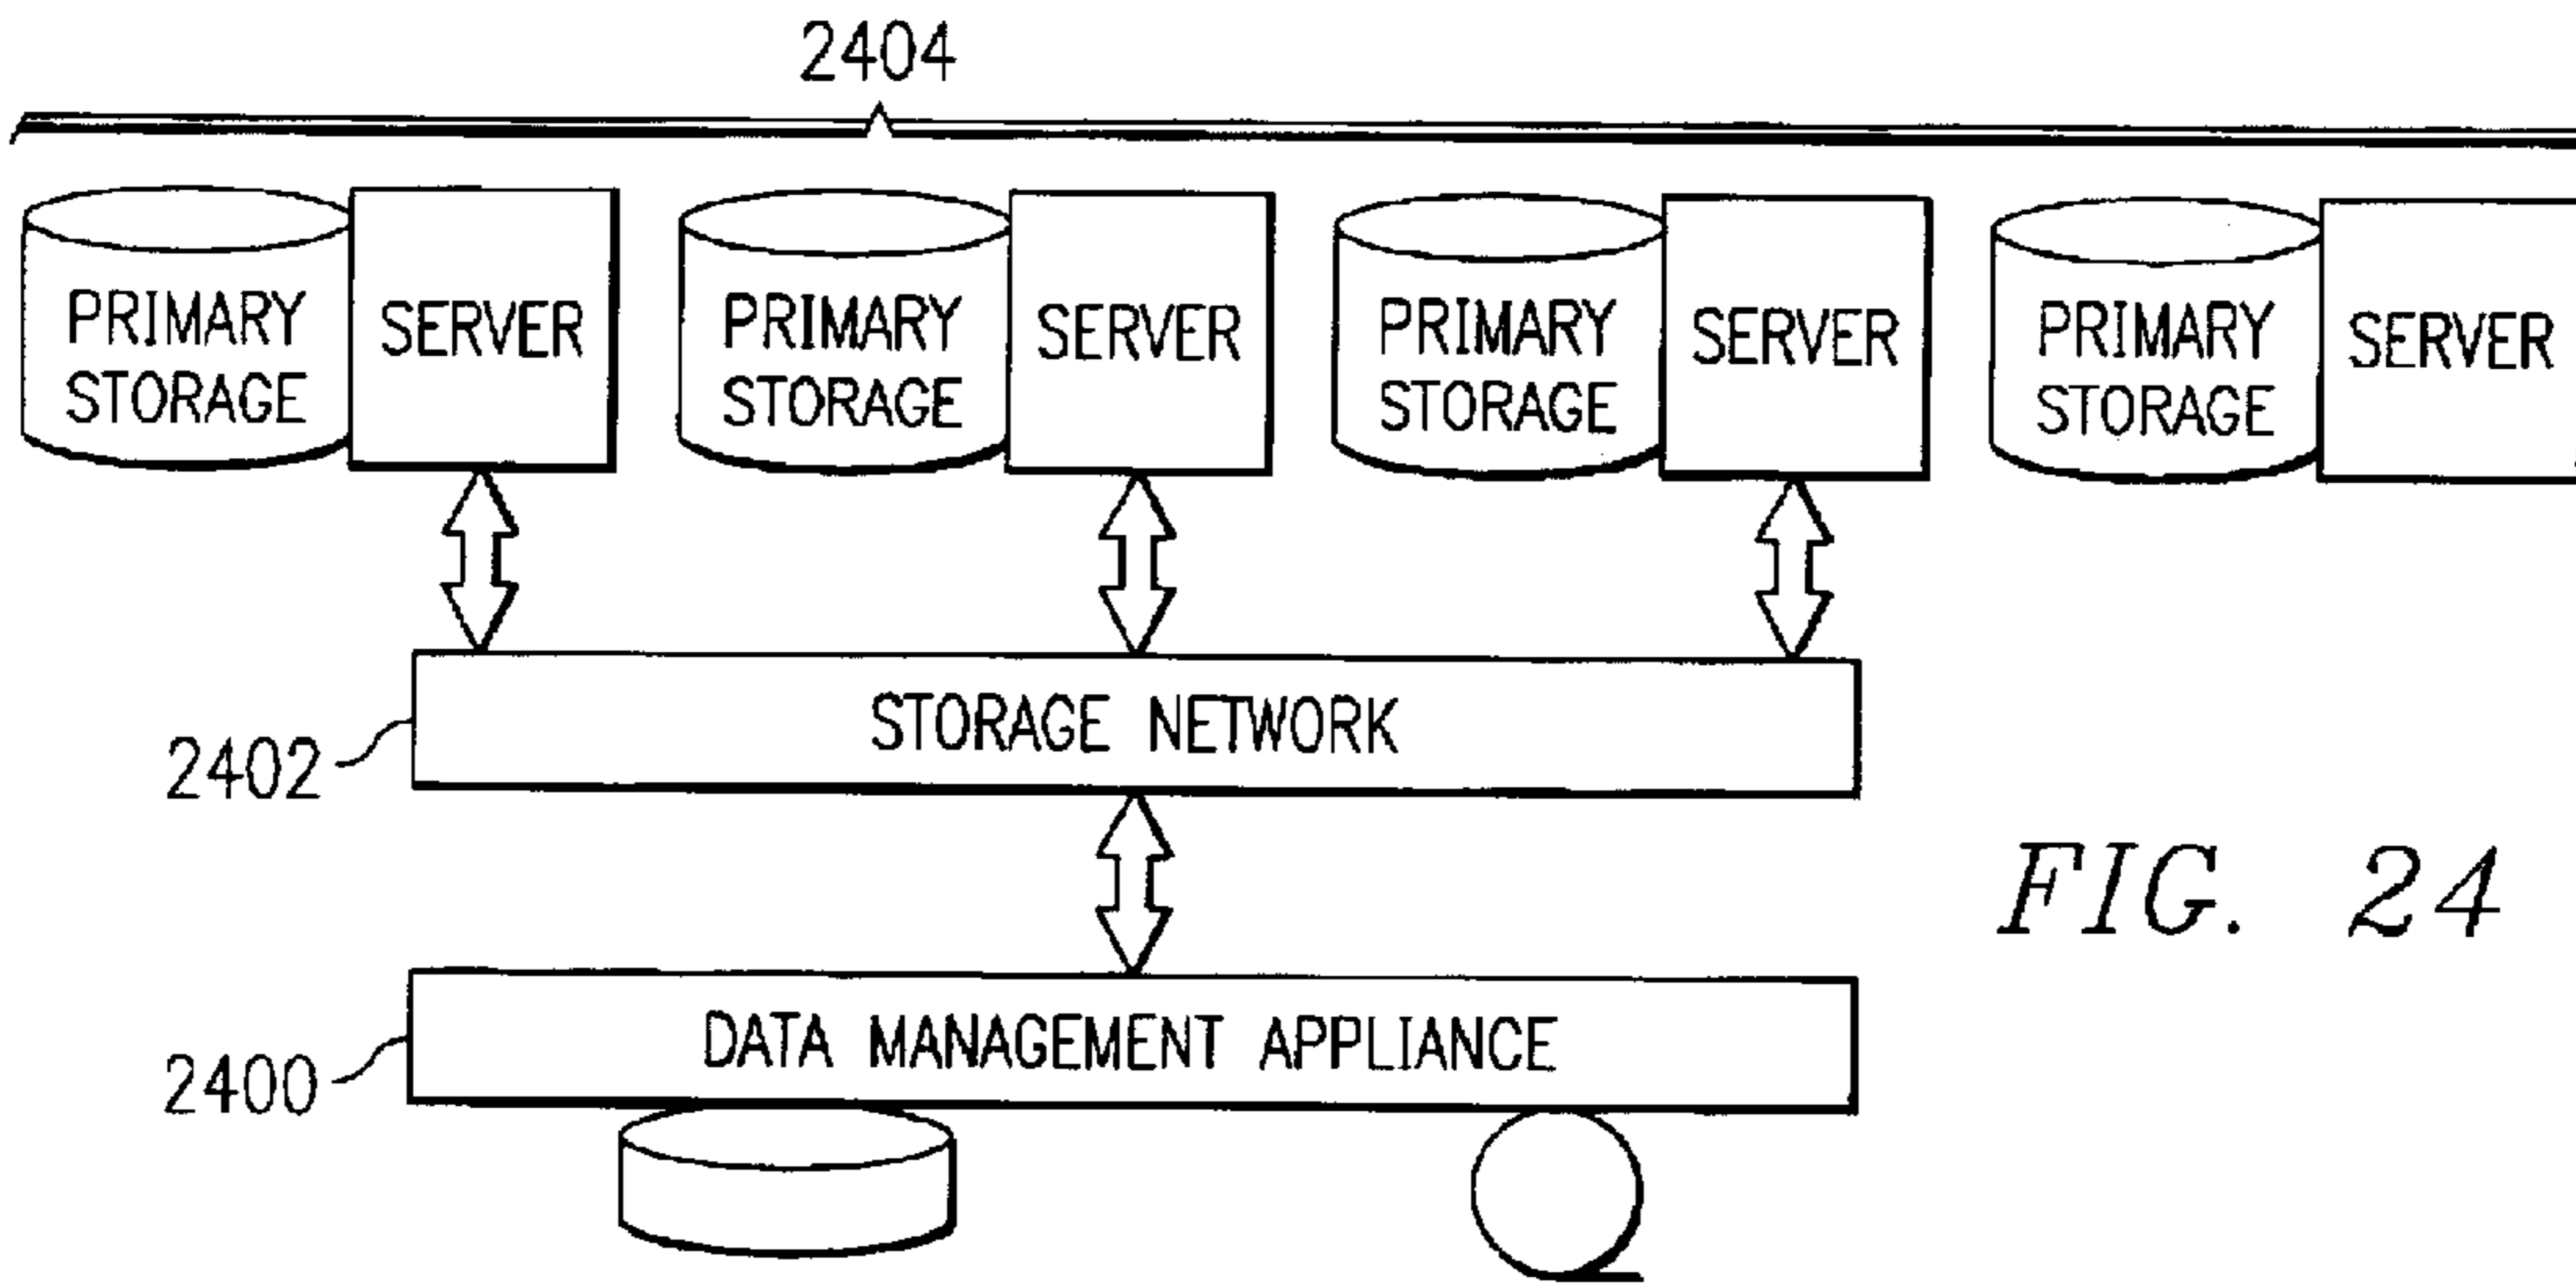 2404
PRIMARY
STORAGE
SERVER
PRIMARY
STORAGE
SERVER
PRIMARY
STORAGE
SERVER
PRIMARY
STORAGE
SERVER
STORAGE NETWORK
2402
FIG. 24
DATA MANAGEMENT APPLIANCE
2400